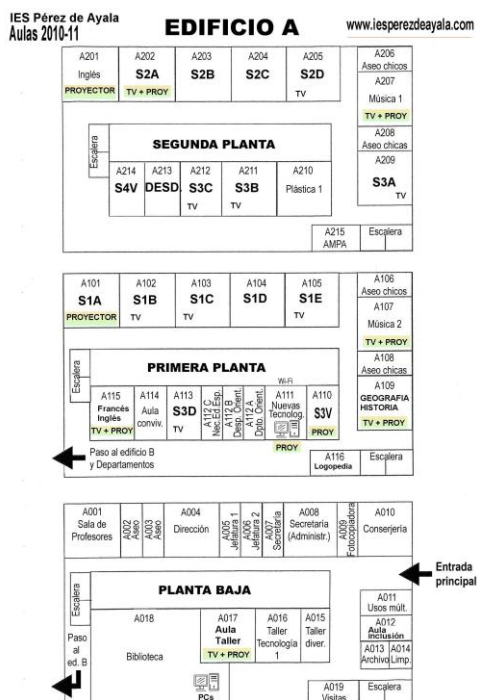 IES Pérez de Ayala
Aulas 2010-11
EDIFICIO A
www.iesperezdeayala.com
A201
Inglés
PROYECTOR
A202
S2A
TV + PROY
A203
S2B
A204
S2C
A205
S2D
TV
A206
Aseo chicos
A207
Música 1
TV + PROY
A208
Aseo chicas
A209
S3A
TV
Escalera
SEGUNDA PLANTA
A214
S4V
A213
DESD.
A212
S3C
TV
A211
S3B
TV
A210
Plástica 1
A215
AMPA
Escalera
A101
S1A
PROYECTOR
A102
S1B
TV
A103
S1C
TV
A104
S1D
A105
S1E
TV
A106
Aseo chicos
A107
Música 2
TV + PROY
A108
Aseo chicas
A109
GEOGRAFIA
HISTORIA
TV + PROY
Escalera
PRIMERA PLANTA
A115
Francés
Inglés
TV + PROY
A114
Aula
conviv.
A113
S3D
TV
A112 C
Nec.Ed.Esp.
A112 B
Desp. Orient.
A112 A
Dpto. Orient.
Wi-Fi
A111
Nuevas
Tecnolog.
PROY
A110
S3V
PROY
Paso al edificio B
y Departamentos
A116
Logopedia
Escalera
A001
Sala de
Profesores
A002
Aseo
A003
Aseo
A004
Dirección
A005
Jefatura 1
A006
Jefatura 2
A007
Secretaría
A008
Secretaría
(Administr.)
A009
Fotocopiadora
A010
Conserjería
Entrada
principal
Escalera
PLANTA BAJA
A018
Biblioteca
A017
Aula
Taller
TV + PROY
A016
Taller
Tecnología
1
A015
Taller
diver.
A011
Usos múlt.
A012
Aula
inclusión
A013
Archivo
A014
Limp.
Paso
al
ed. B
PCs
A019
Visitas
Escalera